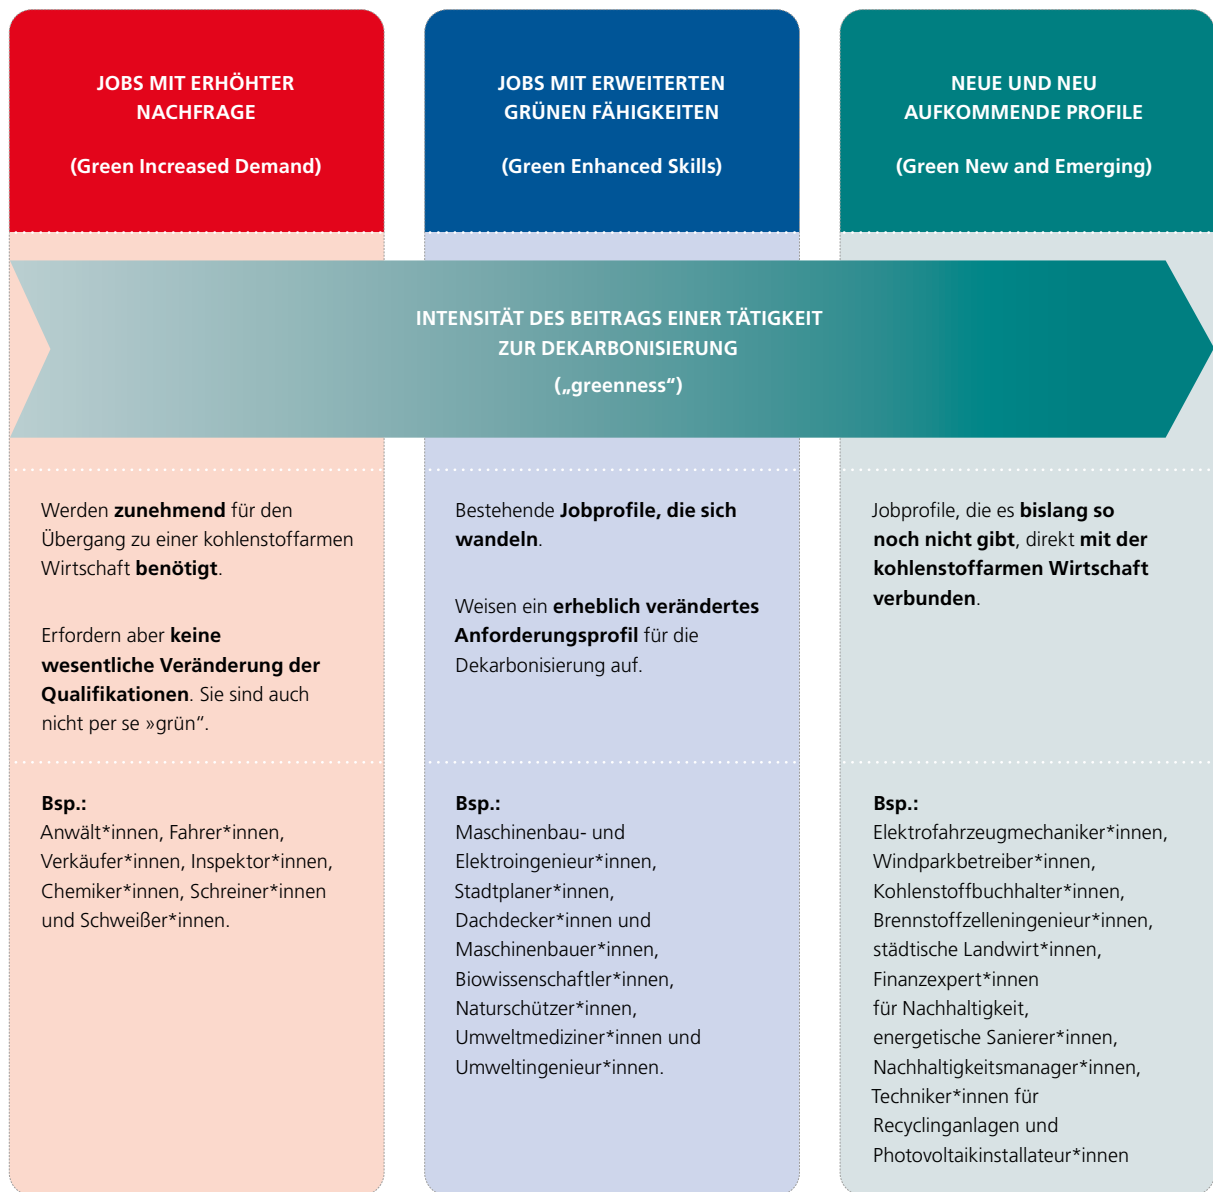 JOBS MIT ERHÖHTER
NACHFRAGE
(Green Increased Demand)
JOBS MIT ERWEITERTEN
GRÜNEN FÄHIGKEITEN
(Green Enhanced Skills)
NEUE UND NEU
AUFKOMMENDE PROFILE
(Green New and Emerging)
INTENSITÄT DES BEITRAGS EINER TÄTIGKEIT
ZUR DEKARBONISIERUNG
(„greenness“)
Werden zunehmend für den
Übergang zu einer kohlenstoffarmen
Wirtschaft benötigt.
Erfordern aber keine
wesentliche Veränderung der
Qualifikationen. Sie sind auch
nicht per se »grün“.
Bestehende Jobprofile, die sich
wandeln.
Weisen ein erheblich verändertes
Anforderungsprofil für die
Dekarbonisierung auf.
Jobprofile, die es bislang so
noch nicht gibt, direkt mit der
kohlenstoffarmen Wirtschaft
verbunden.
Bsp.:
Anwält*innen, Fahrer*innen,
Verkäufer*innen, Inspektor*innen,
Chemiker*innen, Schreiner*innen
und Schweißer*innen.
Bsp.:
Maschinenbau- und
Elektroingenieur*innen,
Stadtplaner*innen,
Dachdecker*innen und
Maschinenbauer*innen,
Biowissenschaftler*innen,
Naturschützer*innen,
Umweltmediziner*innen und
Umweltingenieur*innen.
Bsp.:
Elektrofahrzeugmechaniker*innen,
Windparkbetreiber*innen,
Kohlenstoffbuchhalter*innen,
Brennstoffzelleningenieur*innen,
städtische Landwirt*innen,
Finanzexpert*innen
für Nachhaltigkeit,
energetische Sanierer*innen,
Nachhaltigkeitsmanager*innen,
Techniker*innen für
Recyclinganlagen und
Photovoltaikinstallateur*innen